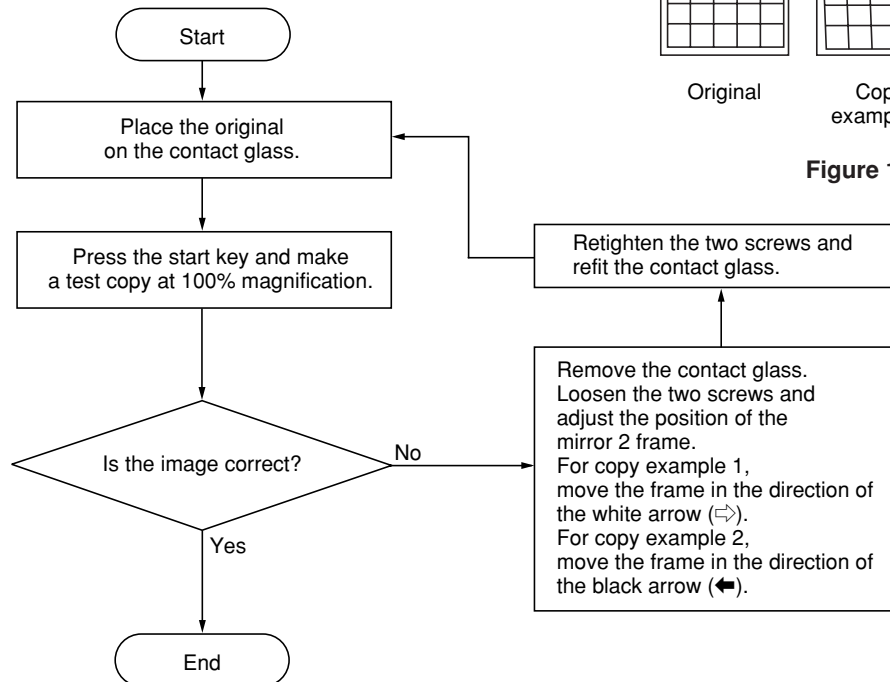 Start
Place the original
on the contact glass.
Press the start key and make
a test copy at 100% magnification.
Is the image correct?
No
Yes
End
Original
Figure
Retighten the two screws and
refit the contact glass.
Remove the contact glass.
Loosen the two screws and
adjust the position of the
mirror 2 frame.
For copy example 1,
move the frame in the direction of
the white arrow (⇨).
For copy example 2,
move the frame in the direction of
the black arrow (⬅).